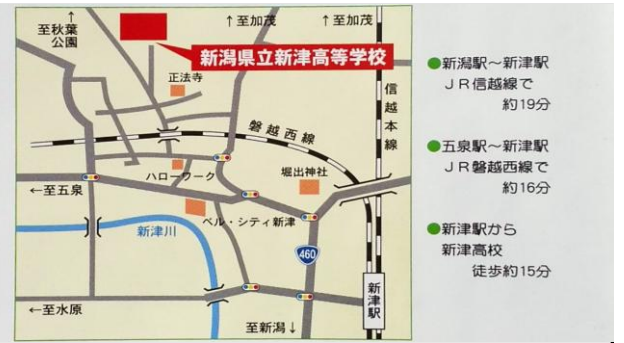 ↑
至秋葉
公園
↑至加茂
↑至加茂
新潟県立新津高等学校
正法寺
信越本線
磐越西線
ハローワーク
堀出神社
←至五泉
ベル・シティ新津
新津川
460
新津駅
←至水原
至新潟↓
●新潟駅～新津駅
JR信越線で
約19分
●五泉駅～新津駅
JR磐越西線で
約16分
●新津駅から
新津高校
徒歩約15分